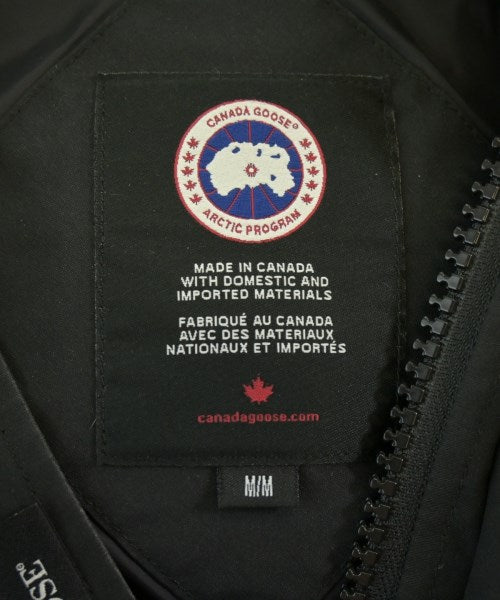 CANADA GOOSE®
ARCTIC PROGRAM
MADE IN CANADA
WITH DOMESTIC AND
IMPORTED MATERIALS
FABRIQUÉ AU CANADA
AVEC DES MATERIAUX
NATIONAUX ET IMPORTÉS
canadagoose.com
M/M
OSE®